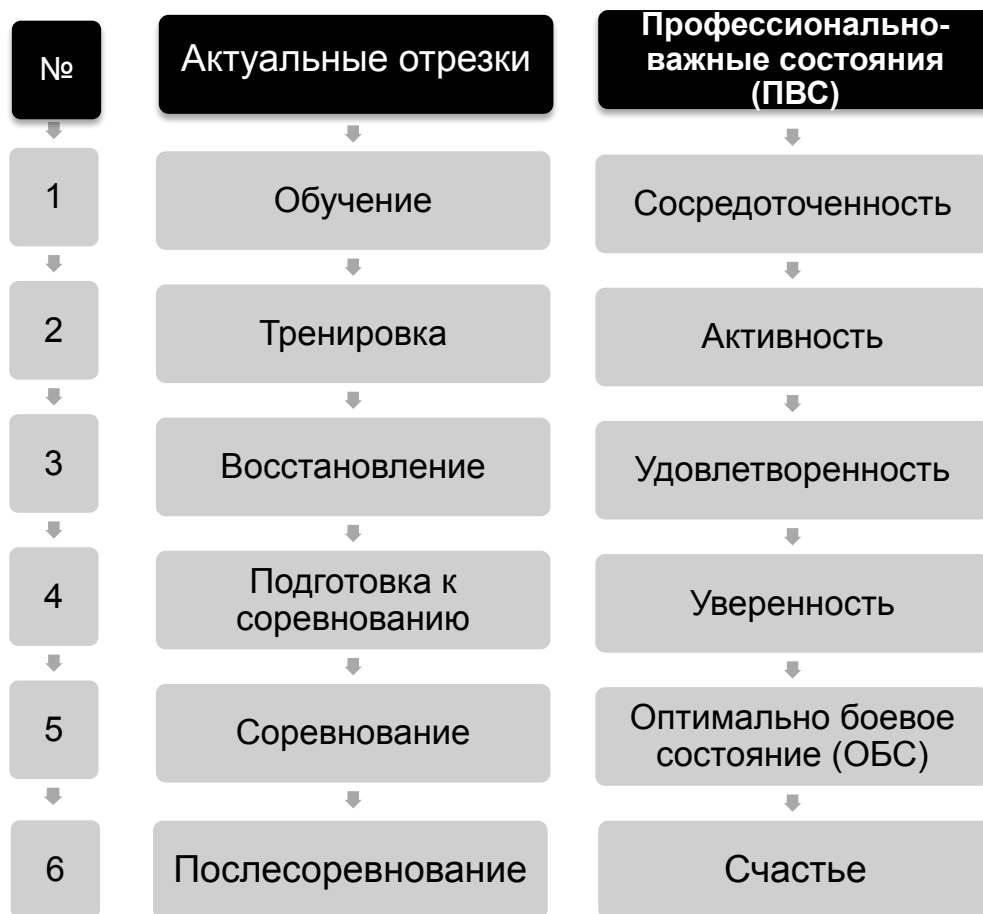 №
Актуальные отрезки
Профессионально-
важные состояния
(ПВС)
1
Обучение
Сосредоточенность
2
Тренировка
Активность
3
Восстановление
Удовлетворенность
4
Подготовка к
соревнованию
Уверенность
5
Соревнование
Оптимально боевое
состояние (ОБС)
6
Послесоревнование
Счастье